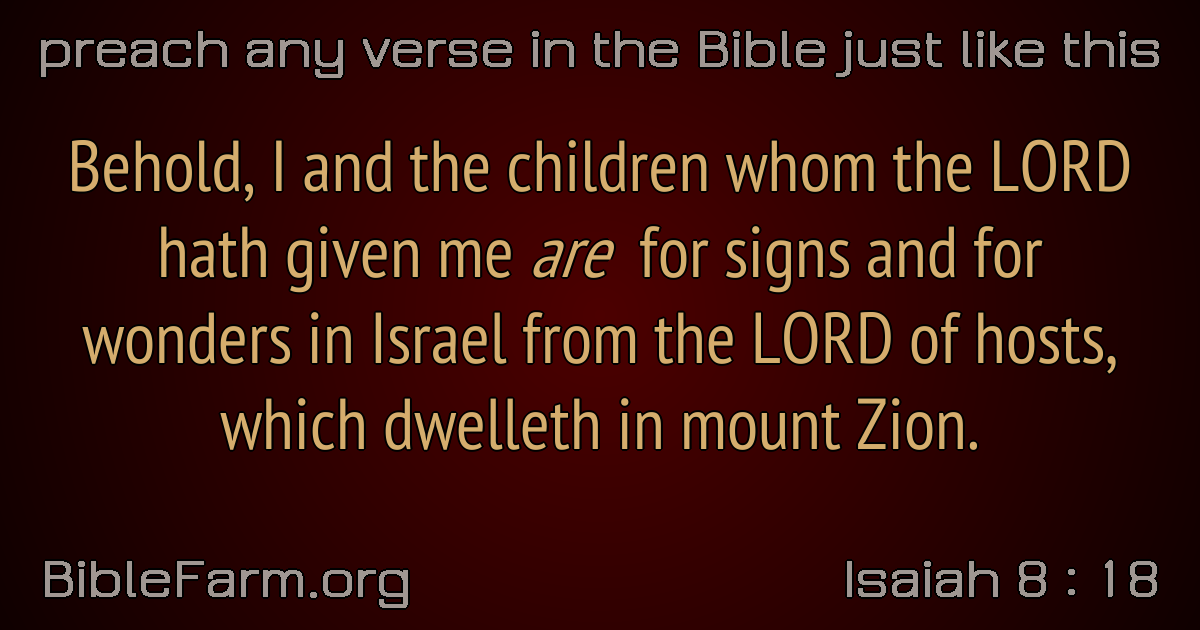 preach any verse in the Bible just like this
Behold, I and the children whom the LORD
hath given me are for signs and for
wonders in Israel from the LORD of hosts,
which dwelleth in mount Zion.
BibleFarm.org
Isaiah 8 : 18